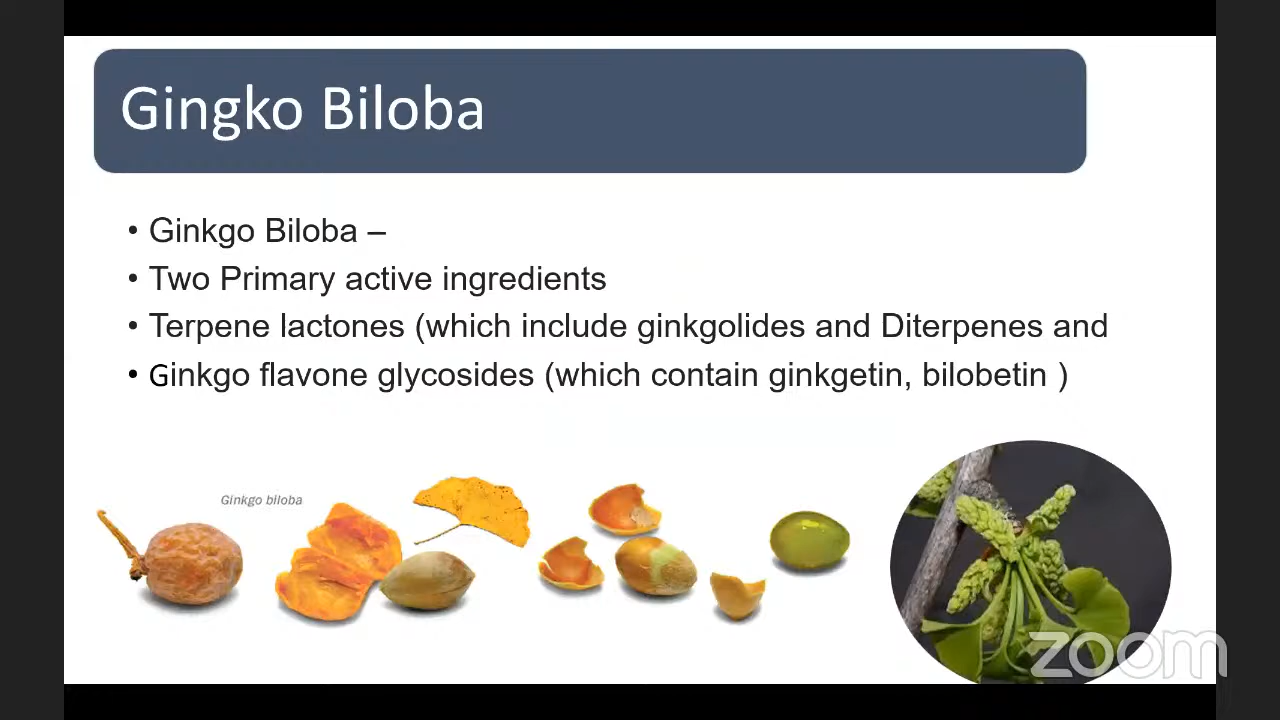 Gingko Biloba
• Ginkgo Biloba –
• Two Primary active ingredients
• Terpene lactones (which include ginkgolides and Diterpenes and
• Ginkgo flavone glycosides (which contain ginkgetin, bilobetin )
Ginkgo biloba
zoom